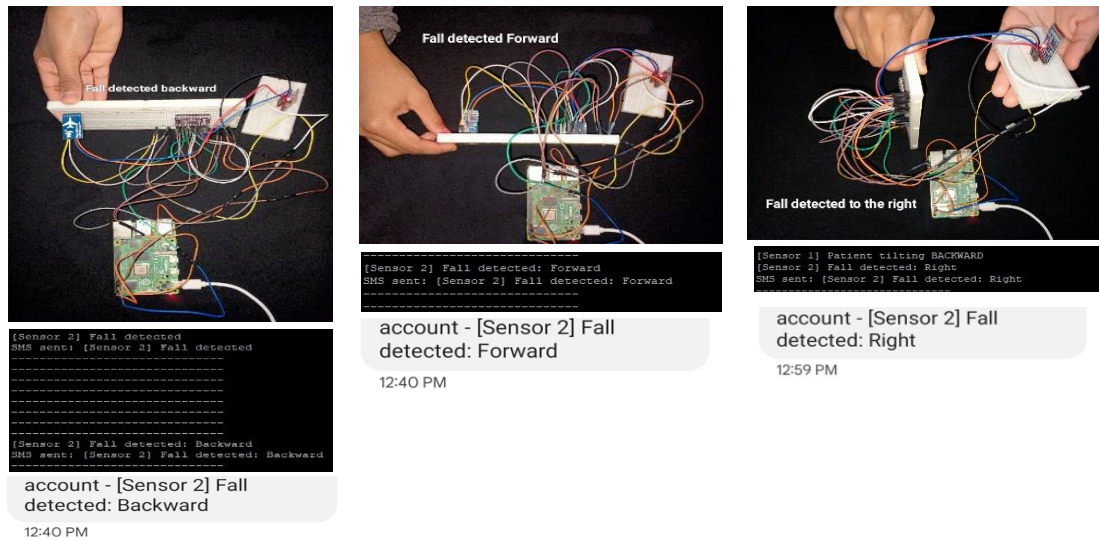 Fall detected backward
[Sensor 2] Fall detected
SMS sent: [Sensor 2] Fall detected
-------------------------------
-------------------------------
-------------------------------
-------------------------------
-------------------------------
-------------------------------
-------------------------------
-------------------------------
[Sensor 2] Fall detected: Backward
SMS sent: [Sensor 2] Fall detected: Backward
-------------------------------
account - [Sensor 2] Fall
detected: Backward
12:40 PM
Fall detected Forward
-------------------------------
[Sensor 2] Fall detected: Forward
SMS sent: [Sensor 2] Fall detected: Forward
-------------------------------
-------------------------------
account - [Sensor 2] Fall
detected: Forward
12:40 PM
Fall detected to the right
[Sensor 1] Patient tilting BACKWARD
[Sensor 2] Fall detected: Right
SMS sent: [Sensor 2] Fall detected: Right
-------------------------------
account - [Sensor 2] Fall
detected: Right
12:59 PM